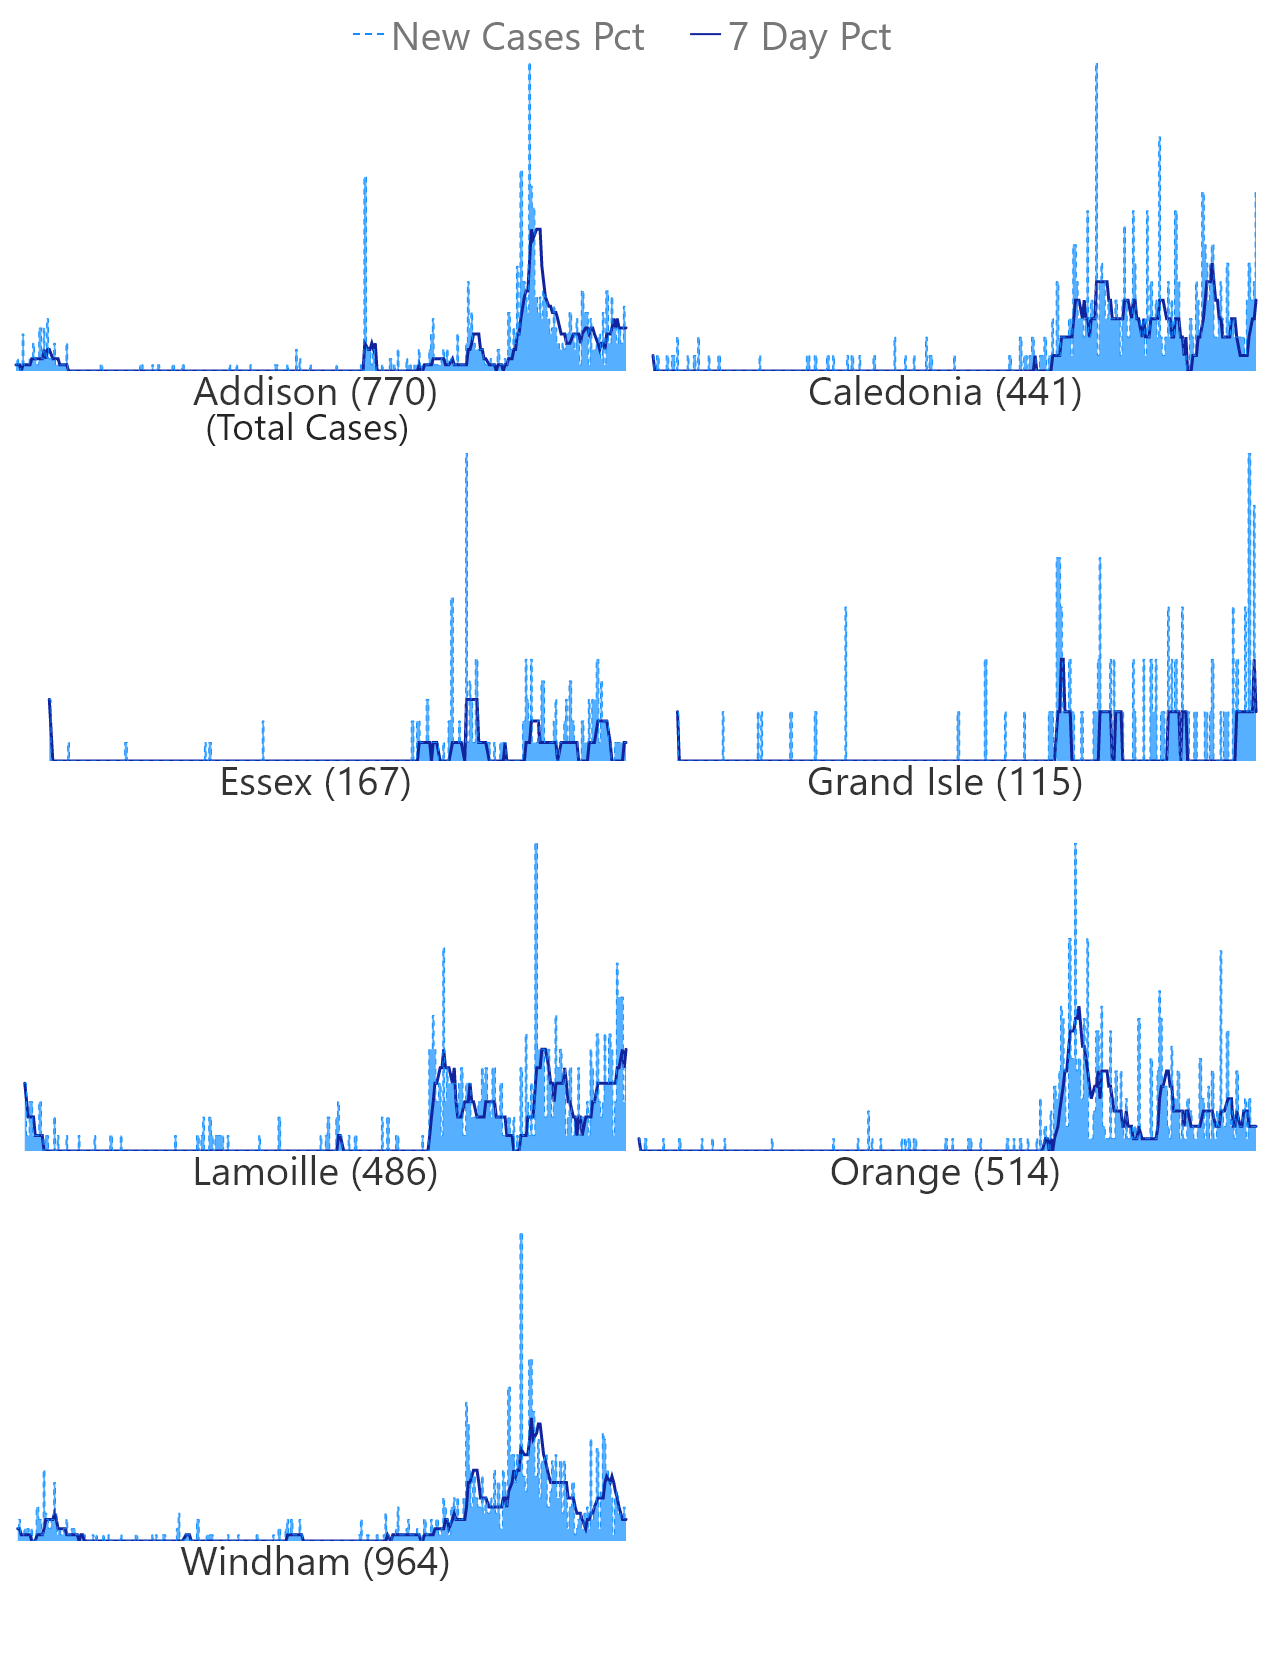 New Cases Pct 7 Day Pct
Addison (770) Caledonia (441)
(Total Cases)
Essex (167) Grand Isle (115)
Lamoille (486) Orange (514)
Windham (964)